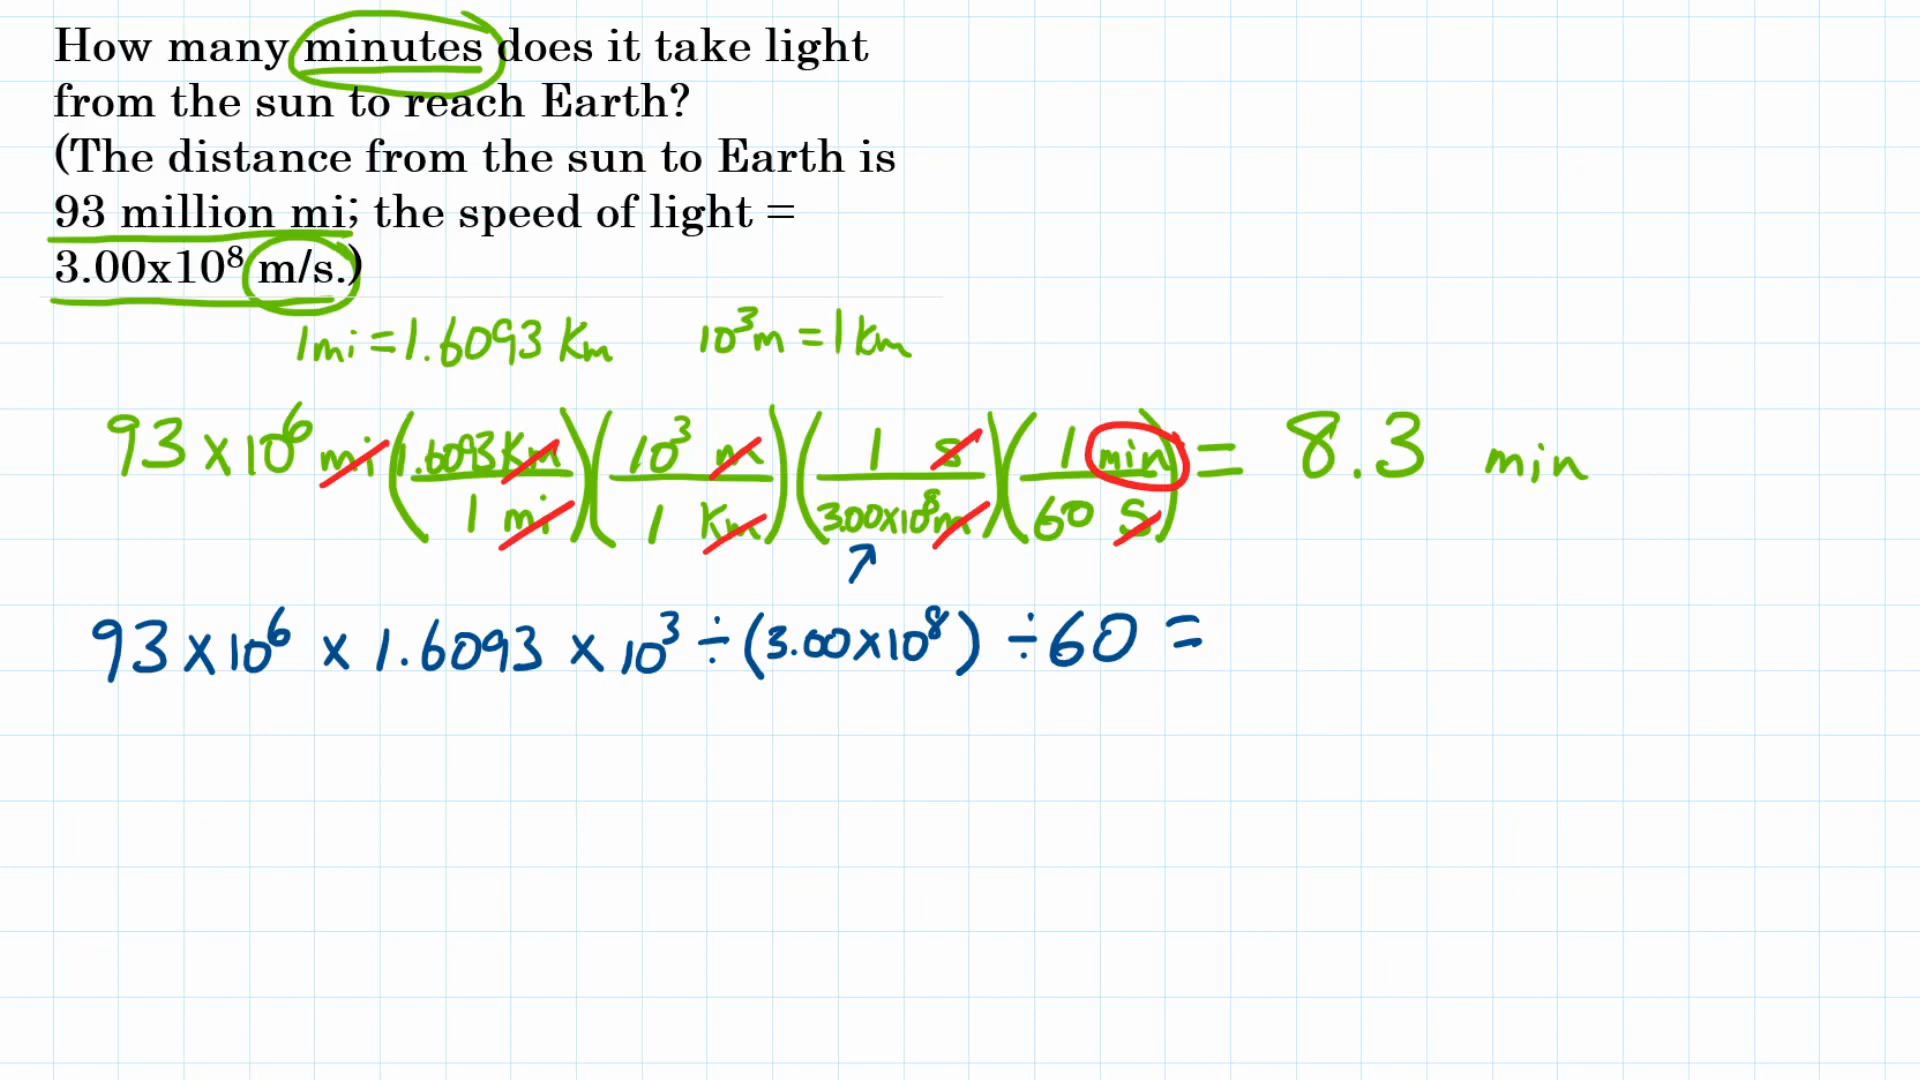 How many minutes does it take light
from the sun to reach Earth?
(The distance from the sun to Earth is
93 million mi; the speed of light =
3.00x10⁸ m/s.)
1mi = 1.6093 Km 10³m = 1 Km
93 x 10⁶ mi (1.6093 Km / 1 mi) (10³ m / 1 Km) (1 s / 3.00x10⁸ m) (1 min / 60 s) = 8.3 min
93 x 10⁶ x 1.6093 x 10³ ÷ (3.00x10⁸) ÷ 60 =